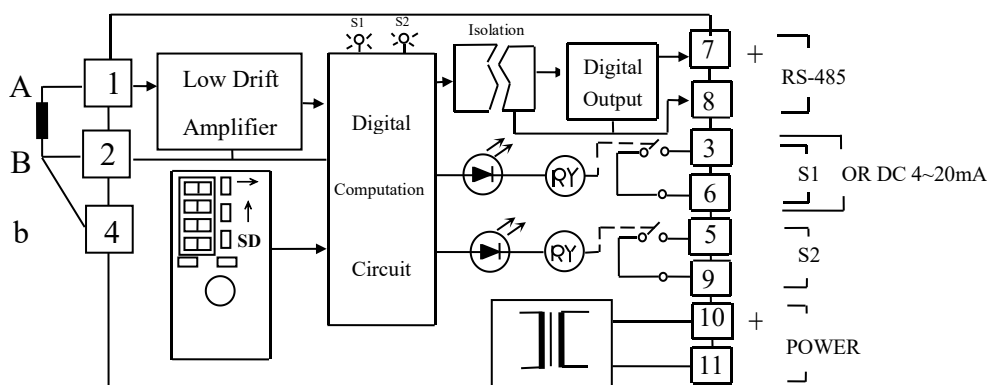 S1
S2
Isolation
7
+
RS-485
A
1
Low Drift
Amplifier
Digital
Output
8
Digital
Computation
Circuit
B
2
3
S1
OR DC 4~20mA
RY
6
b
4
SD
5
S2
RY
9
10
+
POWER
11